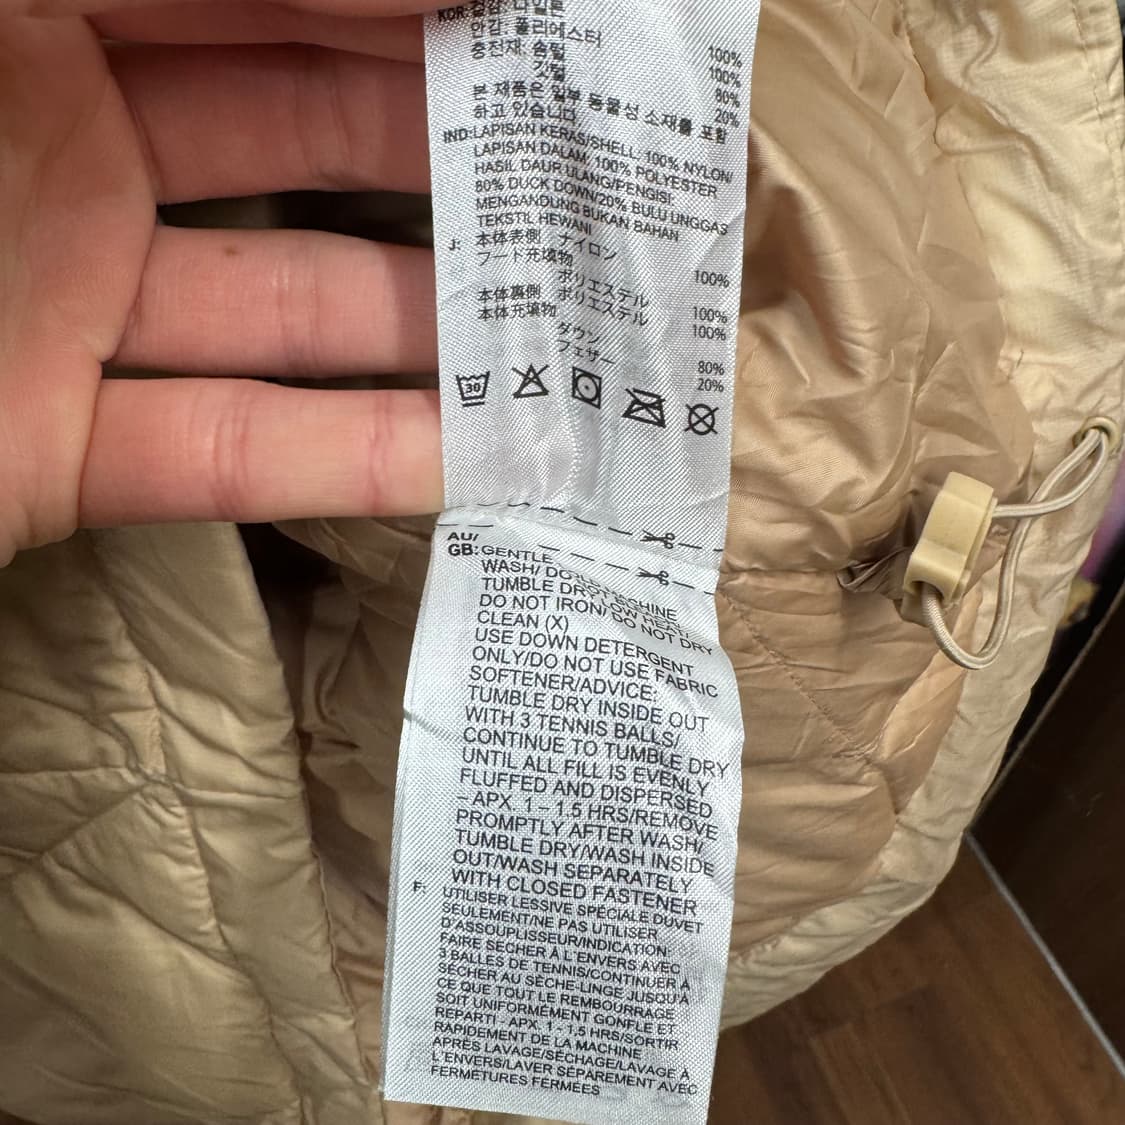 KOR: 겉감: 나일론 100%
안감: 폴리에스터 100%
충전재: 솜털 80%
깃털 20%
본 제품은 일부 동물성 소재를 포함
하고 있습니다
IND: LAPISAN KERAS/SHELL, 100% NYLON/
LAPISAN DALAM, 100% POLYESTER
HASIL DAUR ULANG/PENGISI,
80% DUCK DOWN/20% BULU UNGGAS
MENGANDUNG BUKAN BAHAN
TEKSTIL HEWANI
J: 本体表側 ナイロン 100%
フード充填物
ポリエステル 100%
本体裏側 ポリエステル 100%
本体充填物
ダウン 80%
フェザー 20%
30
AU/
GB: GENTLE
WASH/ DO
TUMBLE DRY, LOW HEAT/
DO NOT IRON/ DO NOT DRY
CLEAN (X)
USE DOWN DETERGENT
ONLY/DO NOT USE FABRIC
SOFTENER/ADVICE:
TUMBLE DRY INSIDE OUT
WITH 3 TENNIS BALLS/
CONTINUE TO TUMBLE DRY
UNTIL ALL FILL IS EVENLY
FLUFFED AND DISPERSED
– APX. 1 – 1,5 HRS/REMOVE
PROMPTLY AFTER WASH/
TUMBLE DRY/WASH INSIDE
OUT/WASH SEPARATELY
WITH CLOSED FASTENER
F: UTILISER LESSIVE SPÉCIALE DUVET
SEULEMENT/NE PAS UTILISER
D'ASSOUPLISSEUR/INDICATION:
FAIRE SÉCHER À L'ENVERS AVEC
3 BALLES DE TENNIS/CONTINUER À
SÉCHER AU SÈCHE-LINGE JUSQU'À
CE QUE TOUT LE REMBOURRAGE
SOIT UNIFORMÉMENT GONFLÉ ET
RÉPARTI - APX. 1 - 1,5 HRS/SORTIR
RAPIDEMENT DE LA MACHINE
APRÈS LAVAGE/SÉCHAGE/LAVAGE À
L'ENVERS/LAVER SÉPARÉMENT AVEC
FERMETURES FERMÉES